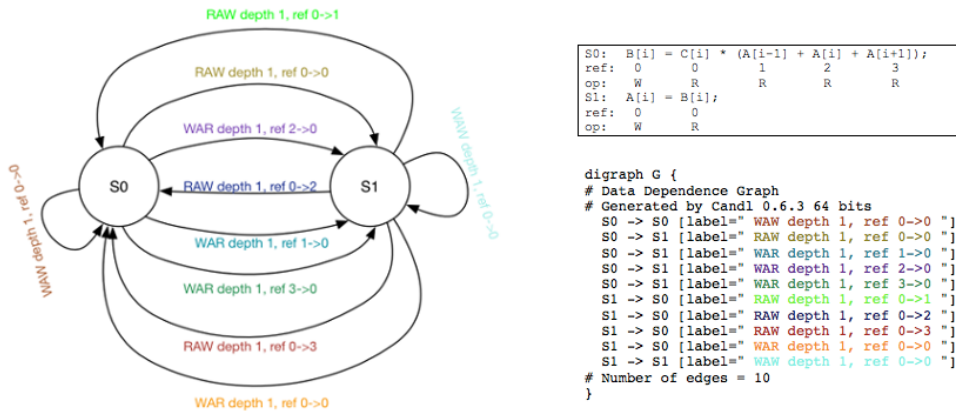 RAW depth 1, ref 0->1
RAW depth 1, ref 0->0
WAR depth 1, ref 2->0
S0
RAW depth 1, ref 0->2
S1
WAW depth 1, ref 0->0
WAW depth 1, ref 0->0
WAR depth 1, ref 1->0
WAR depth 1, ref 3->0
RAW depth 1, ref 0->3
WAR depth 1, ref 0->0
S0: B[i] = C[i] * (A[i-1] + A[i] + A[i+1]);
ref: 0 0 1 2 3
op: W R R R R
S1: A[i] = B[i];
ref: 0 0
op: W R
digraph G {
# Data Dependence Graph
# Generated by Candl 0.6.3 64 bits
S0 -> S0 [label=" WAW depth 1, ref 0->0 "]
S0 -> S1 [label=" RAW depth 1, ref 0->0 "]
S0 -> S1 [label=" WAR depth 1, ref 1->0 "]
S0 -> S1 [label=" WAR depth 1, ref 2->0 "]
S0 -> S1 [label=" WAR depth 1, ref 3->0 "]
S1 -> S0 [label=" RAW depth 1, ref 0->1 "]
S1 -> S0 [label=" RAW depth 1, ref 0->2 "]
S1 -> S0 [label=" RAW depth 1, ref 0->3 "]
S1 -> S0 [label=" WAR depth 1, ref 0->0 "]
S1 -> S1 [label=" WAW depth 1, ref 0->0 "]
# Number of edges = 10
}